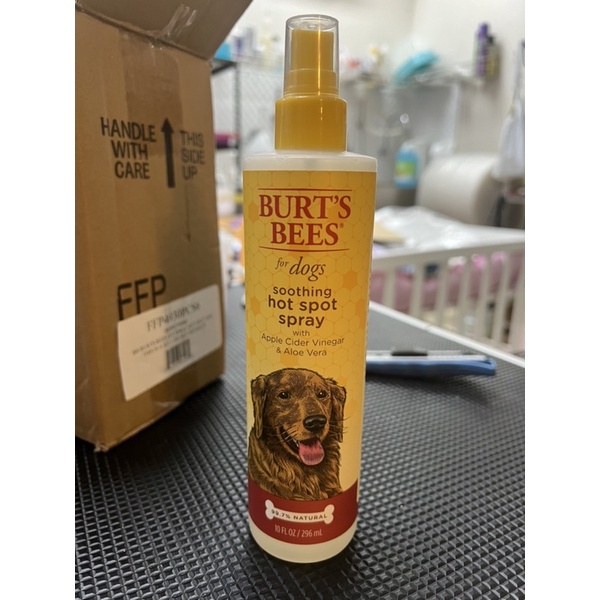 HANDLE
WITH
CARE
THIS
SIDE
UP
FFP
BURT'S
BEES®
for dogs
soothing
hot spot
spray
with
Apple Cider Vinegar
& Aloe Vera
99.7% NATURAL
10 FL OZ / 296 mL